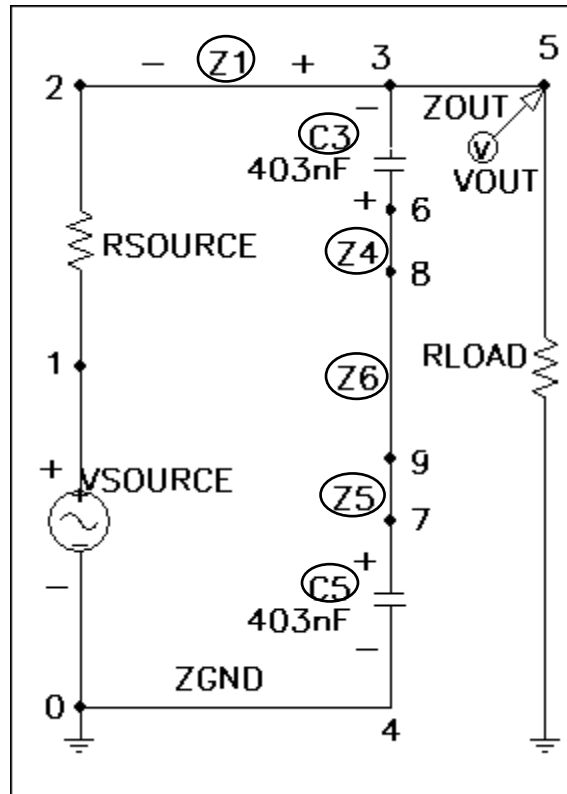 5
− Z1 + 3
2
− ZOUT
C3 V
403nF VOUT
+ 6
RSOURCE Z4
8
1 RLOAD
Z6
+ 9
VSOURCE Z5
+ 7
−
− + C5
403nF
−
ZGND
0
4